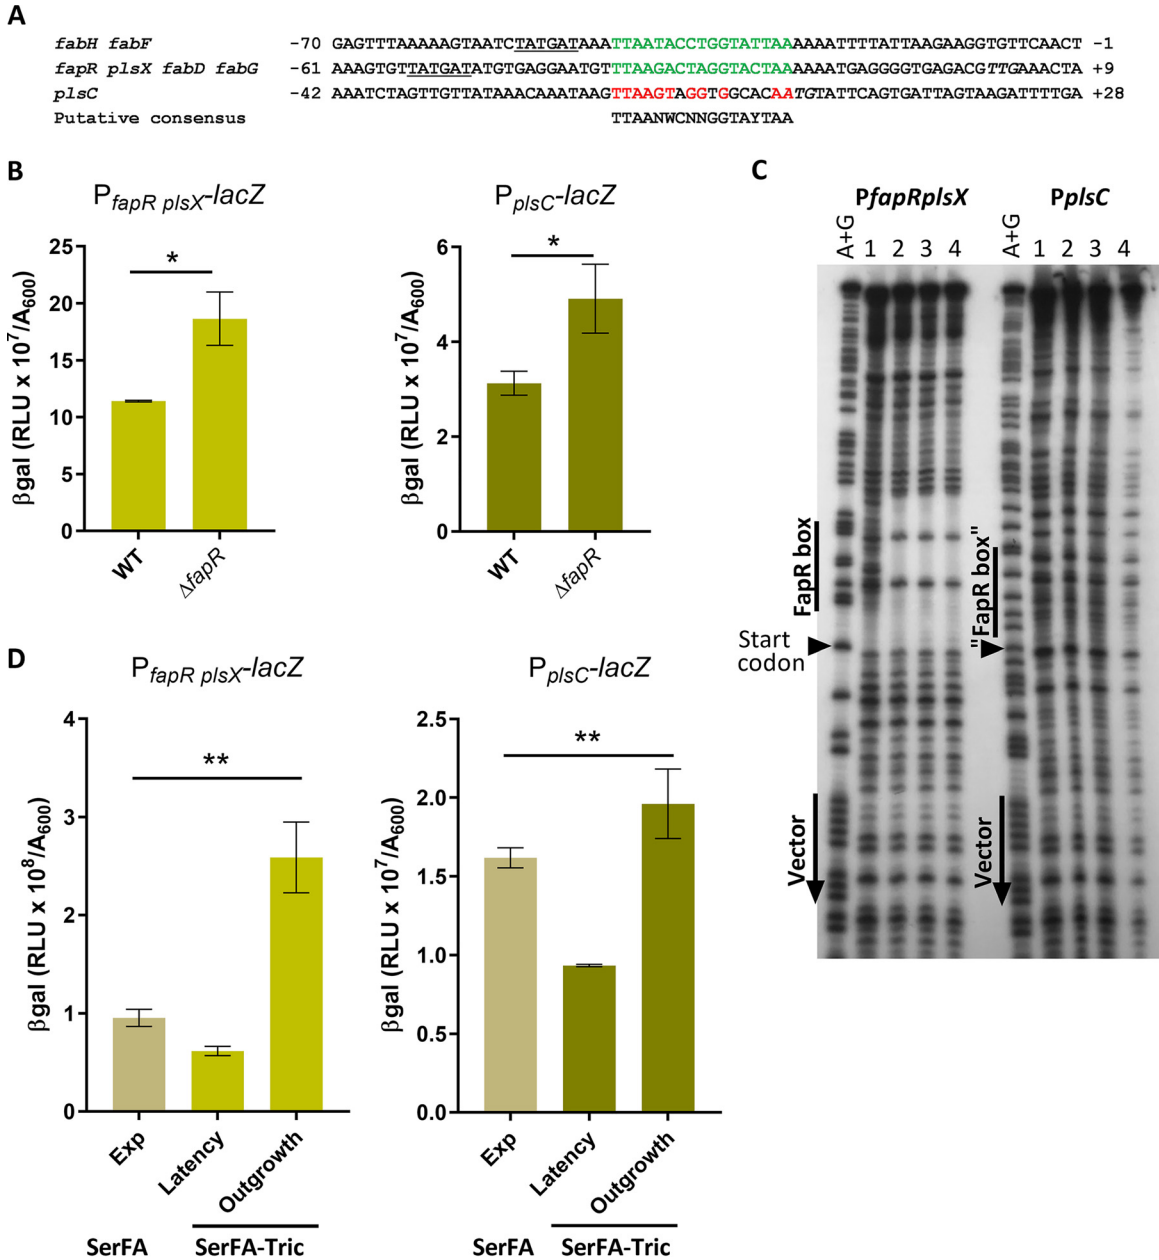 A
fabH fabF −70 GAGTTTAAAAAGTAATCTATGATAAATTAATACCTGGTATTAAAAAATTTTATTAAGAAGGTGTTCAACT −1
fapR plsX fabD fabG −61 AAAGTGTTATGATATGTGAGGAATGTTTAAGACTAGGTACTAAAAAATGAGGGGTGAGACGTTGAAACTA +9
plsC −42 AAATCTAGTTGTTATAAACAAATAAGTTAAGTAGGTGGCACAATGTATTCAGTGATTAGTAAGATTTTGA +28
Putative consensus TTAANWCNNGGTAYTAA
B
PfapR plsX-lacZ
PplsC-lacZ
βgal (RLU x 10⁷/A₆₀₀)
25
20
15
10
5
0
*
WT
ΔfapR
βgal (RLU x 10⁷/A₆₀₀)
6
4
2
0
*
WT
ΔfapR
C
PfapRplsX
PplsC
A+G 1 2 3 4
A+G 1 2 3 4
FapR box
"FapR box"
Start
codon
Vector
Vector
D
PfapR plsX-lacZ
PplsC-lacZ
βgal (RLU x 10⁸/A₆₀₀)
4
3
2
1
0
**
Exp
Latency
Outgrowth
SerFA
SerFA-Tric
βgal (RLU x 10⁷/A₆₀₀)
2.5
2.0
1.5
1.0
0.5
0.0
**
Exp
Latency
Outgrowth
SerFA
SerFA-Tric